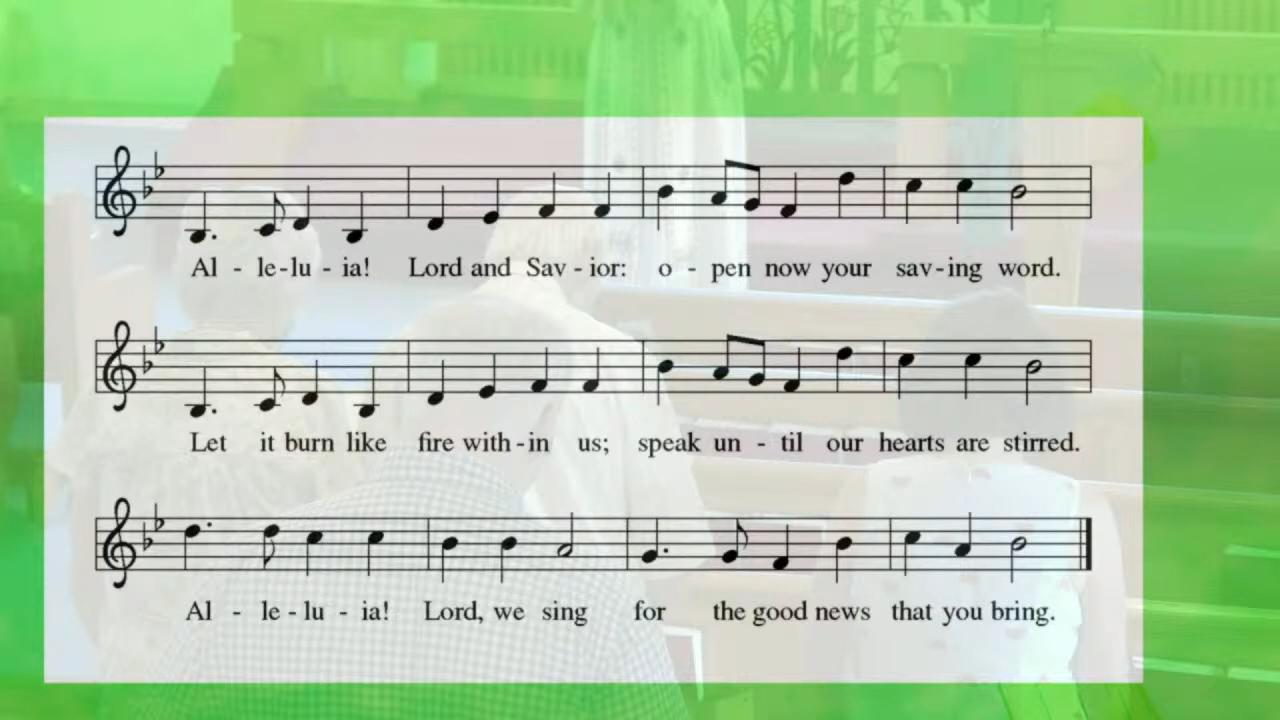 Al - le - lu - ia! Lord and Sav - ior: o - pen now your sav - ing word.
Let it burn like fire with - in us; speak un - til our hearts are stirred.
Al - le - lu - ia! Lord, we sing for the good news that you bring.